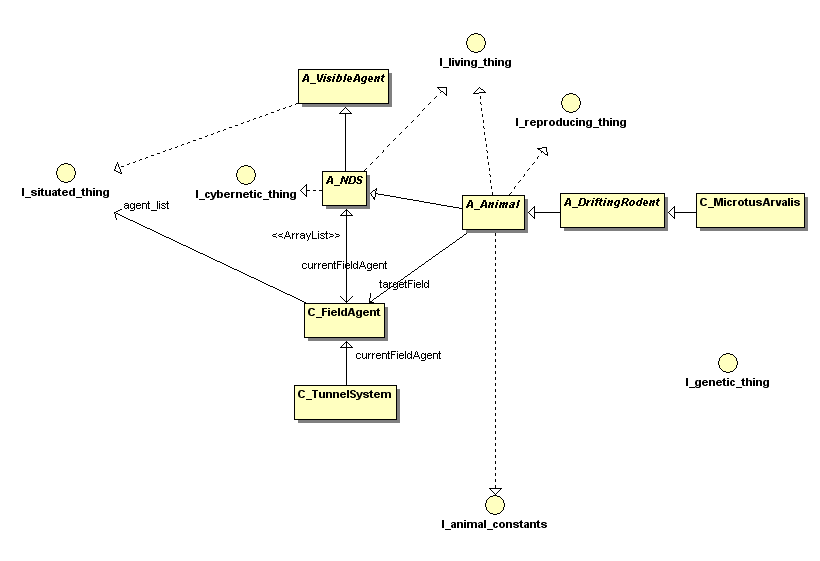 I_living_thing
A_VisibleAgent
I_reproducing_thing
I_situated_thing
I_cybernetic_thing
A_NDS
A_Animal
A_DriftingRodent
C_MicrotusArvalis
agent_list
<<ArrayList>>
currentFieldAgent
targetField
C_FieldAgent
currentFieldAgent
I_genetic_thing
C_TunnelSystem
I_animal_constants